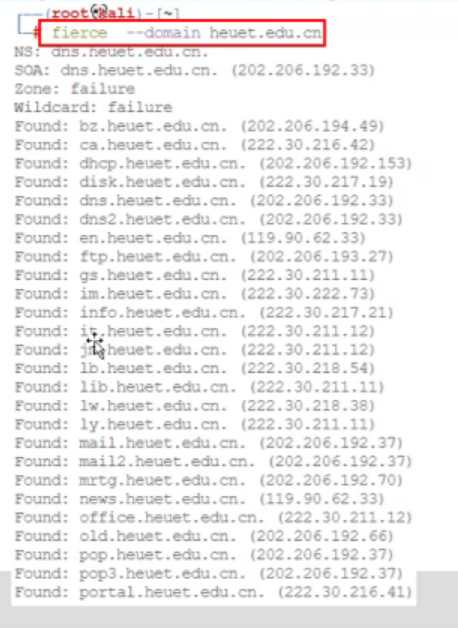 (root㉿kali)-[~]
# fierce --domain heuet.edu.cn
NS: dns.heuet.edu.cn.
SOA: dns.heuet.edu.cn. (202.206.192.33)
Zone: failure
Wildcard: failure
Found: bz.heuet.edu.cn. (202.206.194.49)
Found: ca.heuet.edu.cn. (222.30.216.42)
Found: dhcp.heuet.edu.cn. (202.206.192.153)
Found: disk.heuet.edu.cn. (222.30.217.19)
Found: dns.heuet.edu.cn. (202.206.192.33)
Found: dns2.heuet.edu.cn. (202.206.192.33)
Found: en.heuet.edu.cn. (119.90.62.33)
Found: ftp.heuet.edu.cn. (202.206.193.27)
Found: gs.heuet.edu.cn. (222.30.211.11)
Found: im.heuet.edu.cn. (222.30.222.73)
Found: info.heuet.edu.cn. (222.30.217.21)
Found: it.heuet.edu.cn. (222.30.211.12)
Found: heuet.edu.cn. (222.30.211.12)
Found: lb.heuet.edu.cn. (222.30.218.54)
Found: lib.heuet.edu.cn. (222.30.211.11)
Found: lw.heuet.edu.cn. (222.30.218.38)
Found: ly.heuet.edu.cn. (222.30.211.11)
Found: mail.heuet.edu.cn. (202.206.192.37)
Found: mail2.heuet.edu.cn. (202.206.192.37)
Found: mrtg.heuet.edu.cn. (202.206.192.70)
Found: news.heuet.edu.cn. (119.90.62.33)
Found: office.heuet.edu.cn. (222.30.211.12)
Found: old.heuet.edu.cn. (202.206.192.66)
Found: pop.heuet.edu.cn. (202.206.192.37)
Found: pop3.heuet.edu.cn. (202.206.192.37)
Found: portal.heuet.edu.cn. (222.30.216.41)